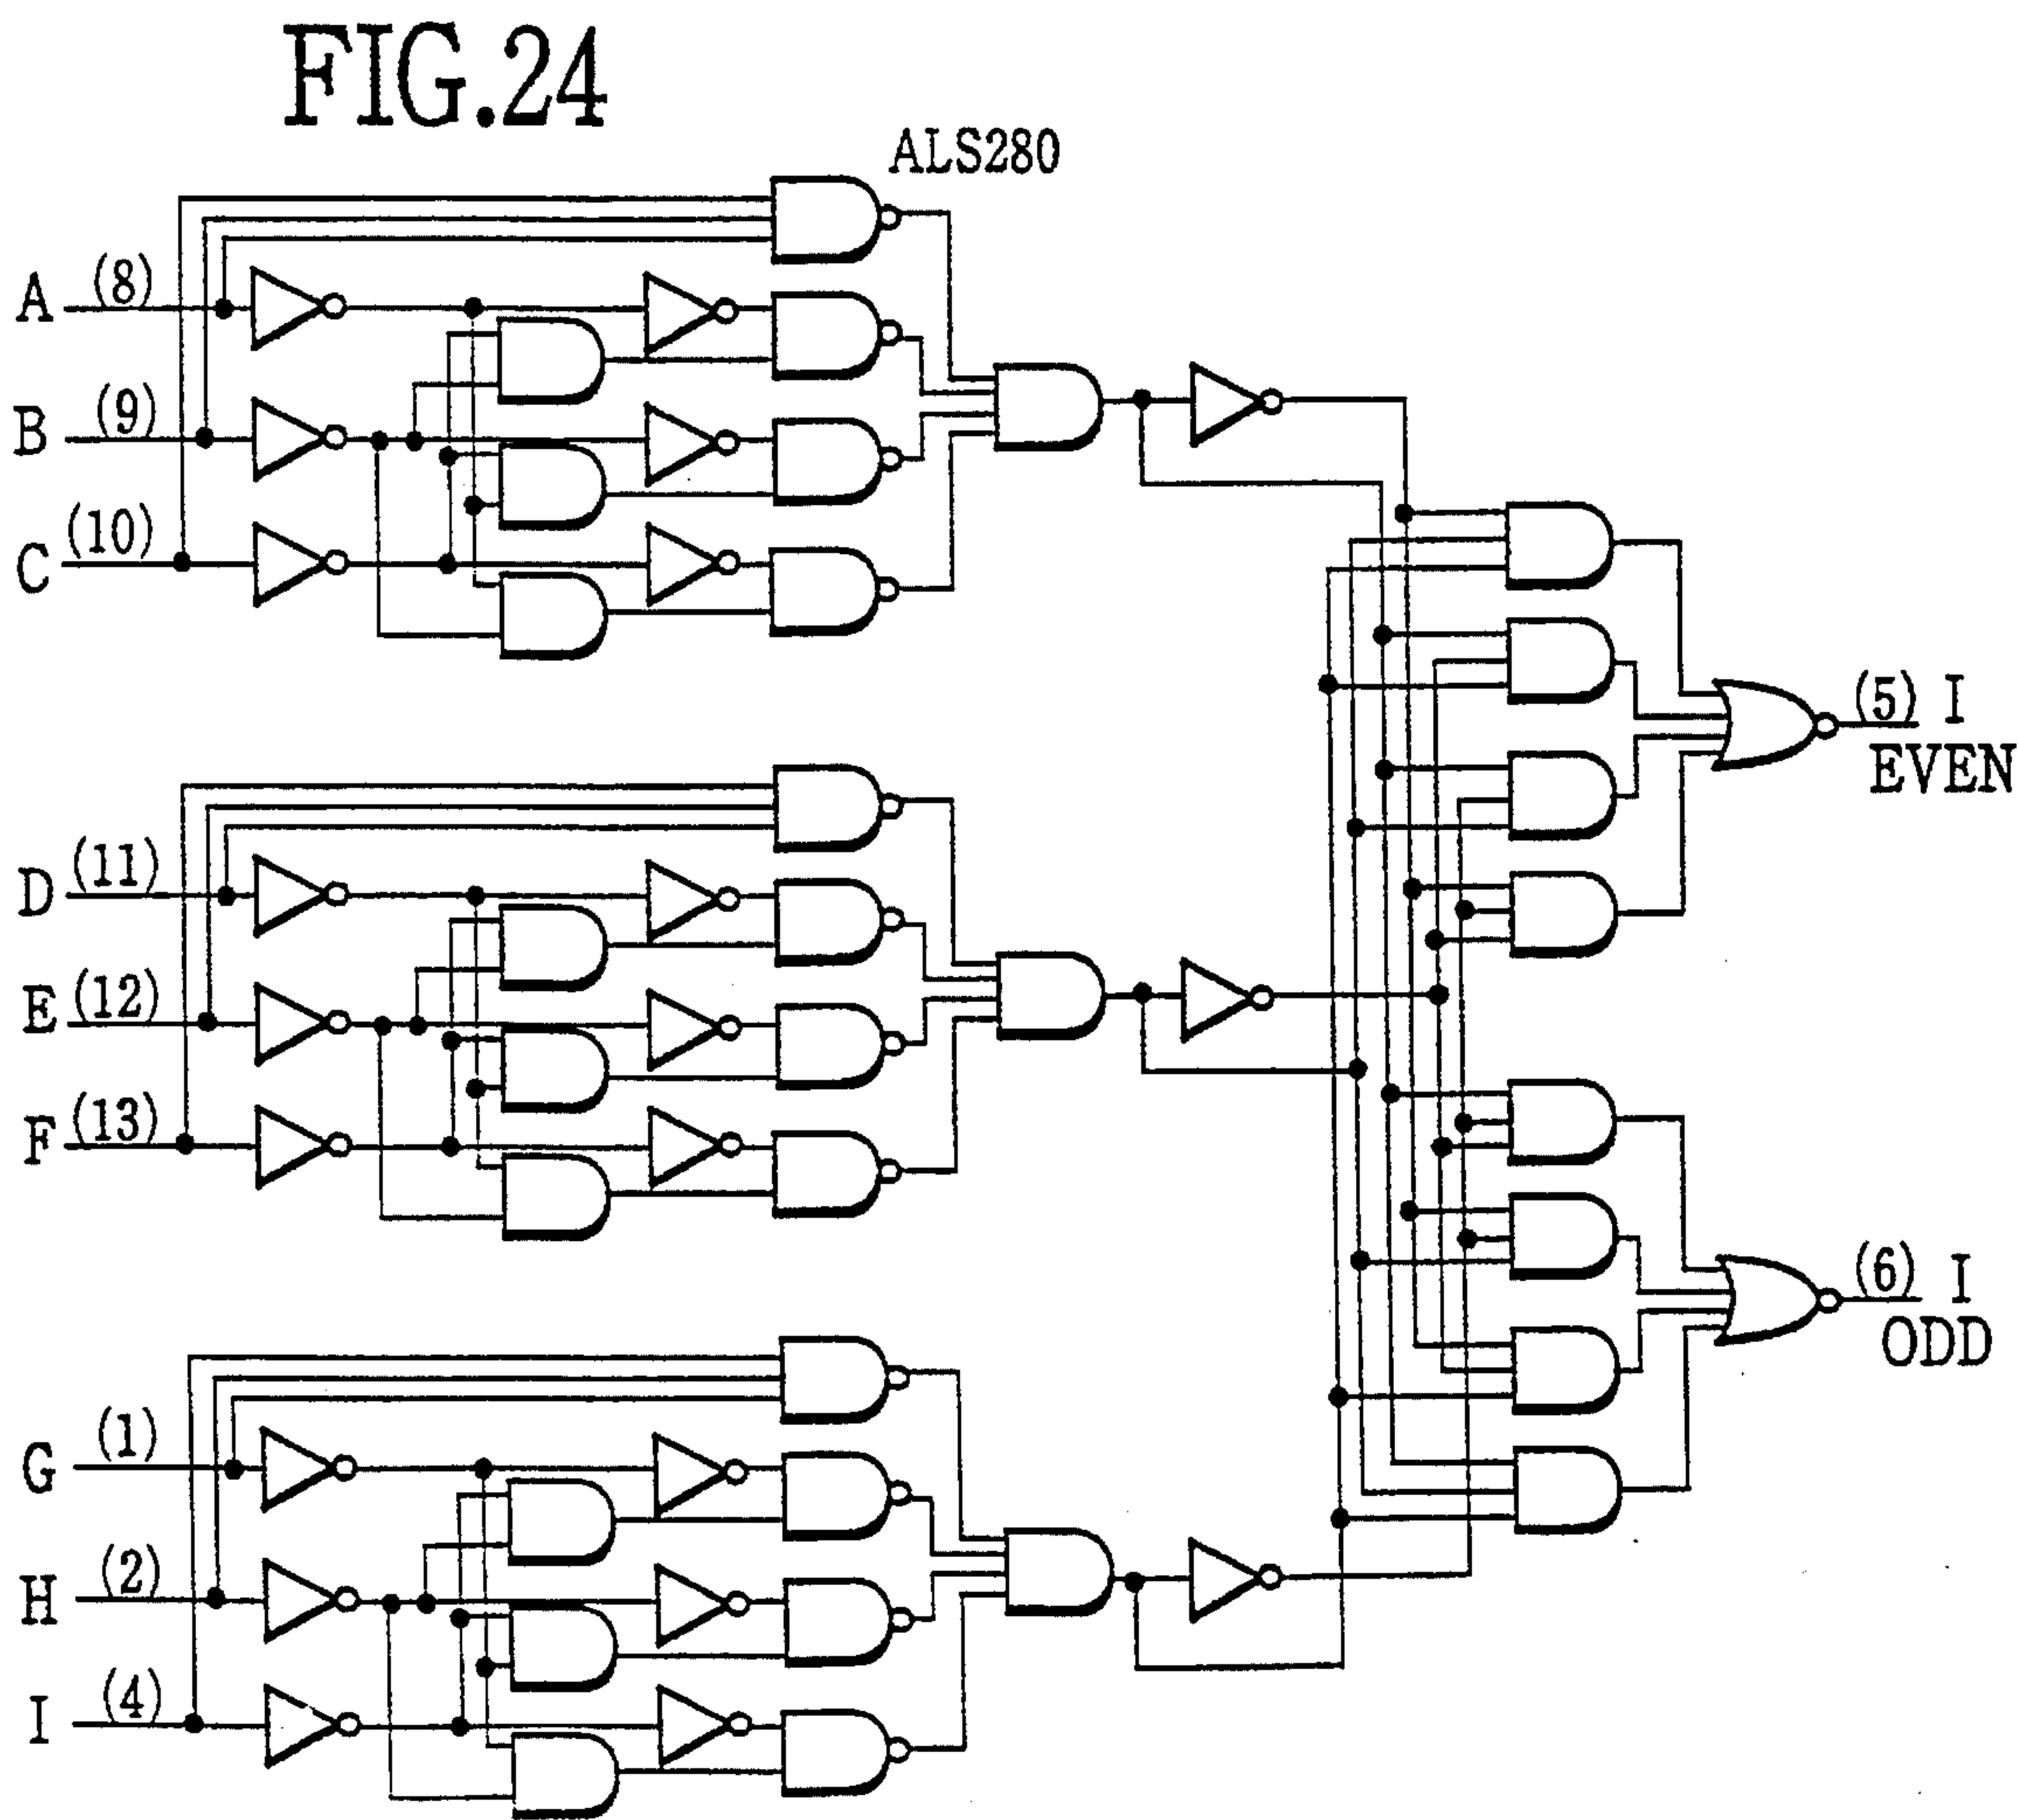 FIG.24
ALS280
A (8)
B (9)
C (10)
(5) I
EVEN
D (11)
E (12)
F (13)
(6) I
ODD
G (1)
H (2)
I (4)